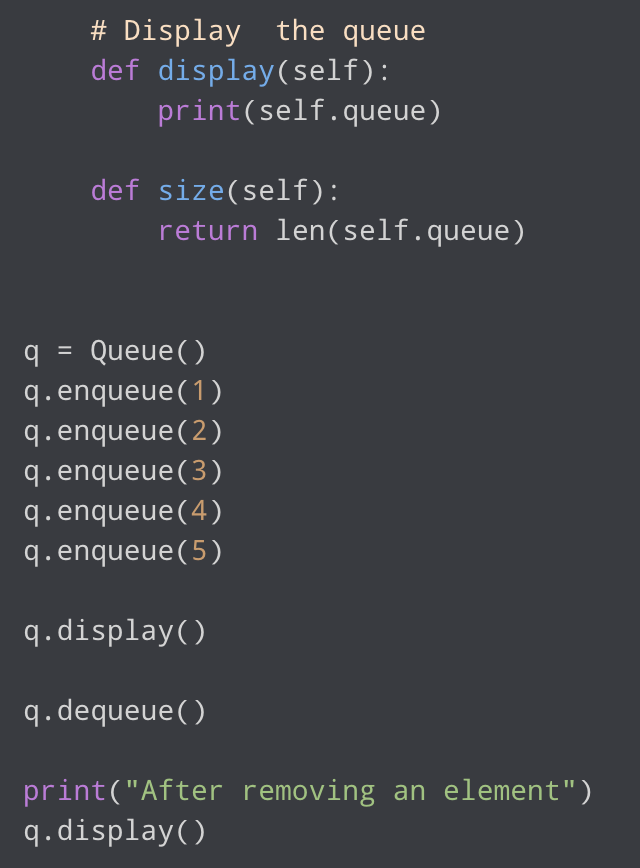 # Display  the queue
def display(self):
print(self.queue)
def size(self):
return len(self.queue)
q = Queue()
q.enqueue(1)
q.enqueue(2)
q.enqueue(3)
q.enqueue(4)
q.enqueue(5)
q.display()
q.dequeue()
print("After removing an element")
q.display()